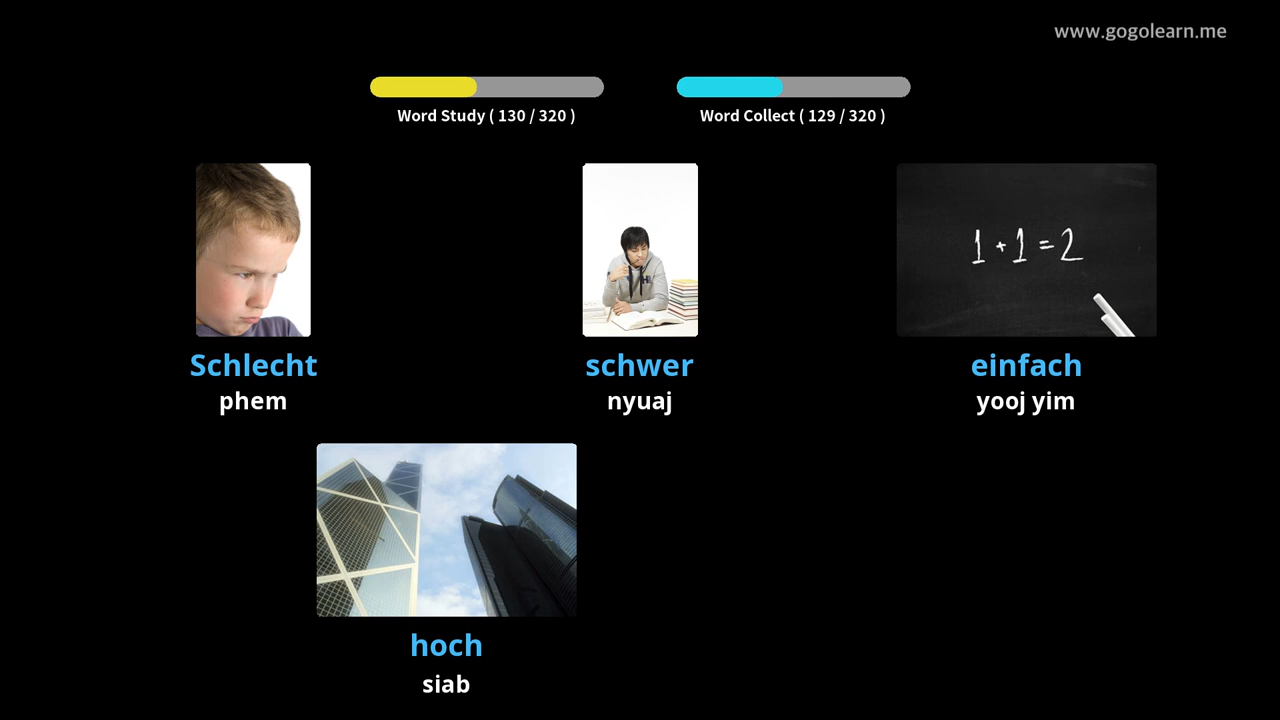 www.gogolearn.me
Word Study ( 130 / 320 )
Word Collect ( 129 / 320 )
1 + 1 = 2
Schlecht
phem
schwer
nyuaj
einfach
yooj yim
hoch
siab